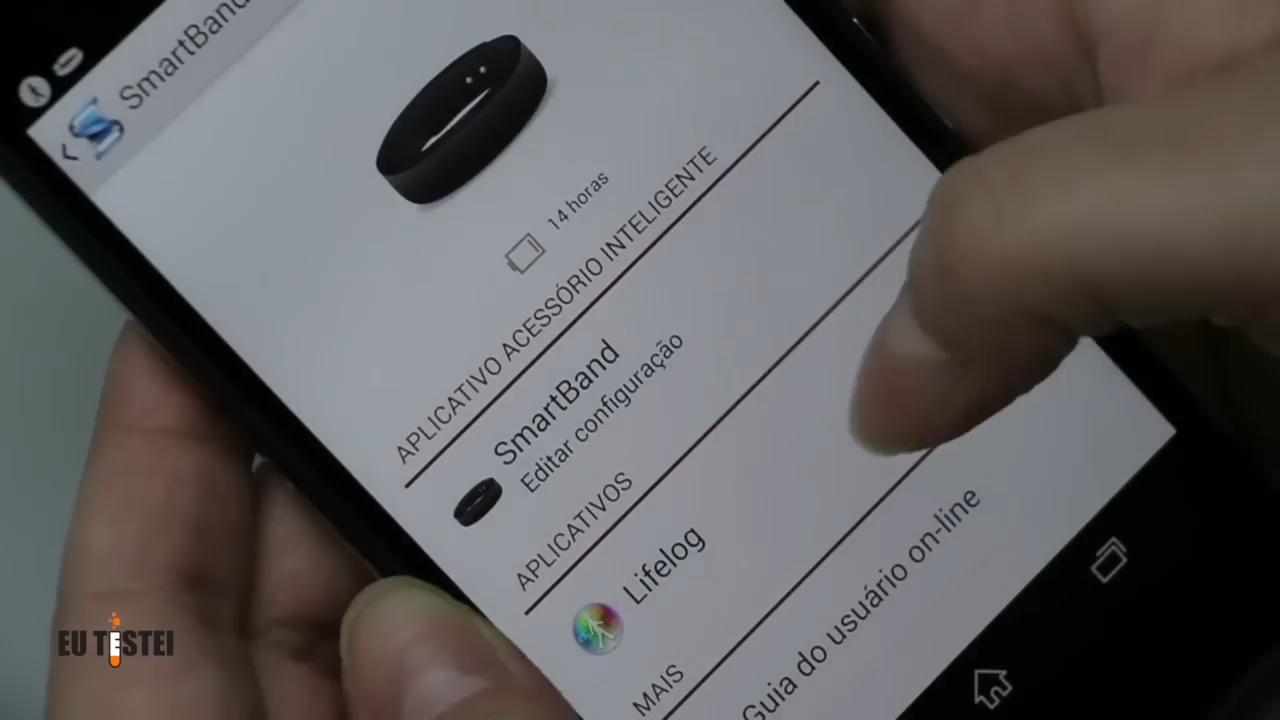 SmartBand
14 horas
APLICATIVO ACESSÓRIO INTELIGENTE
SmartBand
Editar configuração
APLICATIVOS
Lifelog
MAIS
Guia do usuário on-line
EU TESTEI